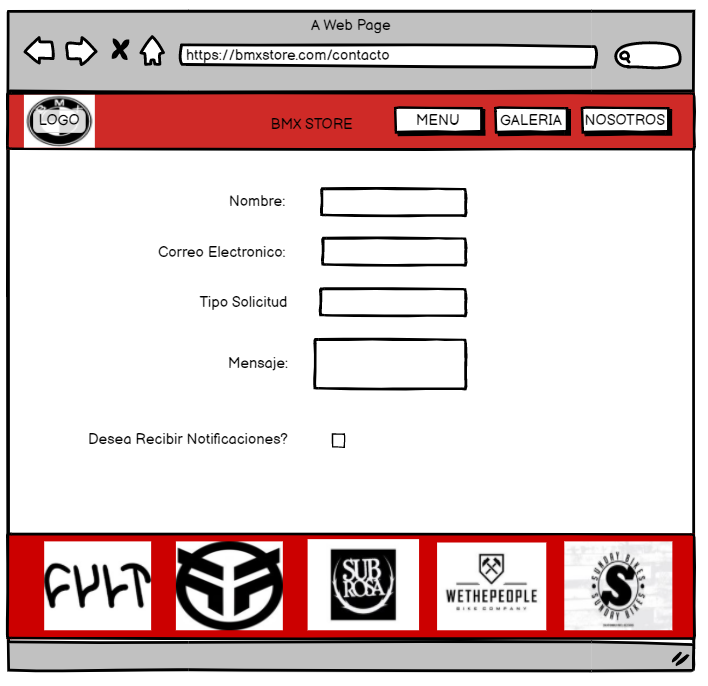 A Web Page
https://bmxstore.com/contacto
M
LOGO
BMX STORE
MENU
GALERIA
NOSOTROS
Nombre:
Correo Electronico:
Tipo Solicitud
Mensaje:
Desea Recibir Notificaciones?
CULT
SUB
ROSA
WETHEPEOPLE
BIKE COMPANY
SUNDAY BIKES
S
SUNDAY BIKES